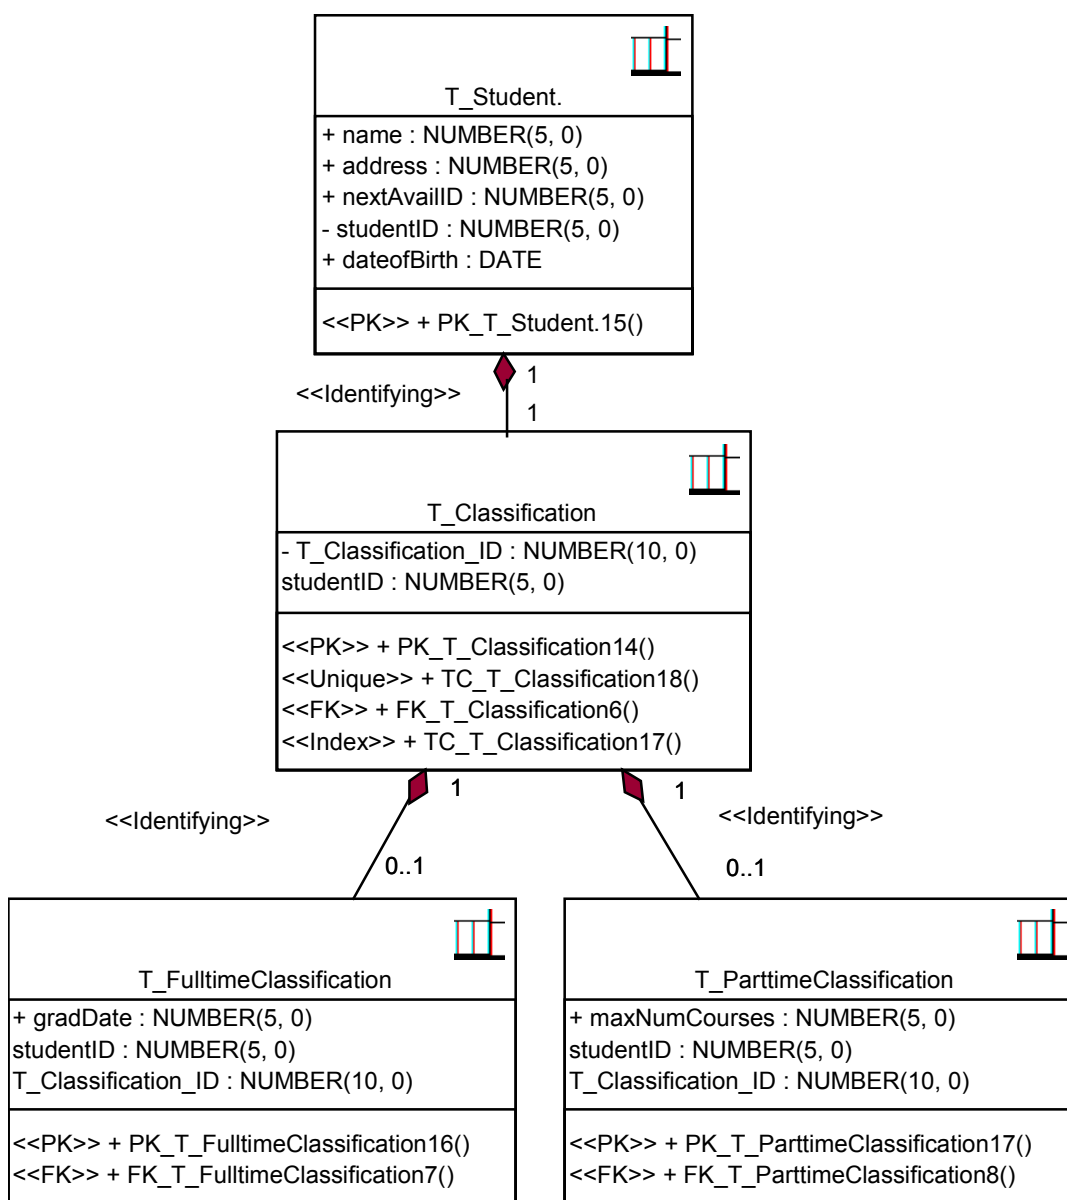 T_Student.
+ name : NUMBER(5, 0)
+ address : NUMBER(5, 0)
+ nextAvailID : NUMBER(5, 0)
- studentID : NUMBER(5, 0)
+ dateofBirth : DATE
<<PK>> + PK_T_Student.15()
1
<<Identifying>>
1
T_Classification
- T_Classification_ID : NUMBER(10, 0)
studentID : NUMBER(5, 0)
<<PK>> + PK_T_Classification14()
<<Unique>> + TC_T_Classification18()
<<FK>> + FK_T_Classification6()
<<Index>> + TC_T_Classification17()
1
1
<<Identifying>>
<<Identifying>>
0..1
0..1
T_FulltimeClassification
+ gradDate : NUMBER(5, 0)
studentID : NUMBER(5, 0)
T_Classification_ID : NUMBER(10, 0)
<<PK>> + PK_T_FulltimeClassification16()
<<FK>> + FK_T_FulltimeClassification7()
T_ParttimeClassification
+ maxNumCourses : NUMBER(5, 0)
studentID : NUMBER(5, 0)
T_Classification_ID : NUMBER(10, 0)
<<PK>> + PK_T_ParttimeClassification17()
<<FK>> + FK_T_ParttimeClassification8()